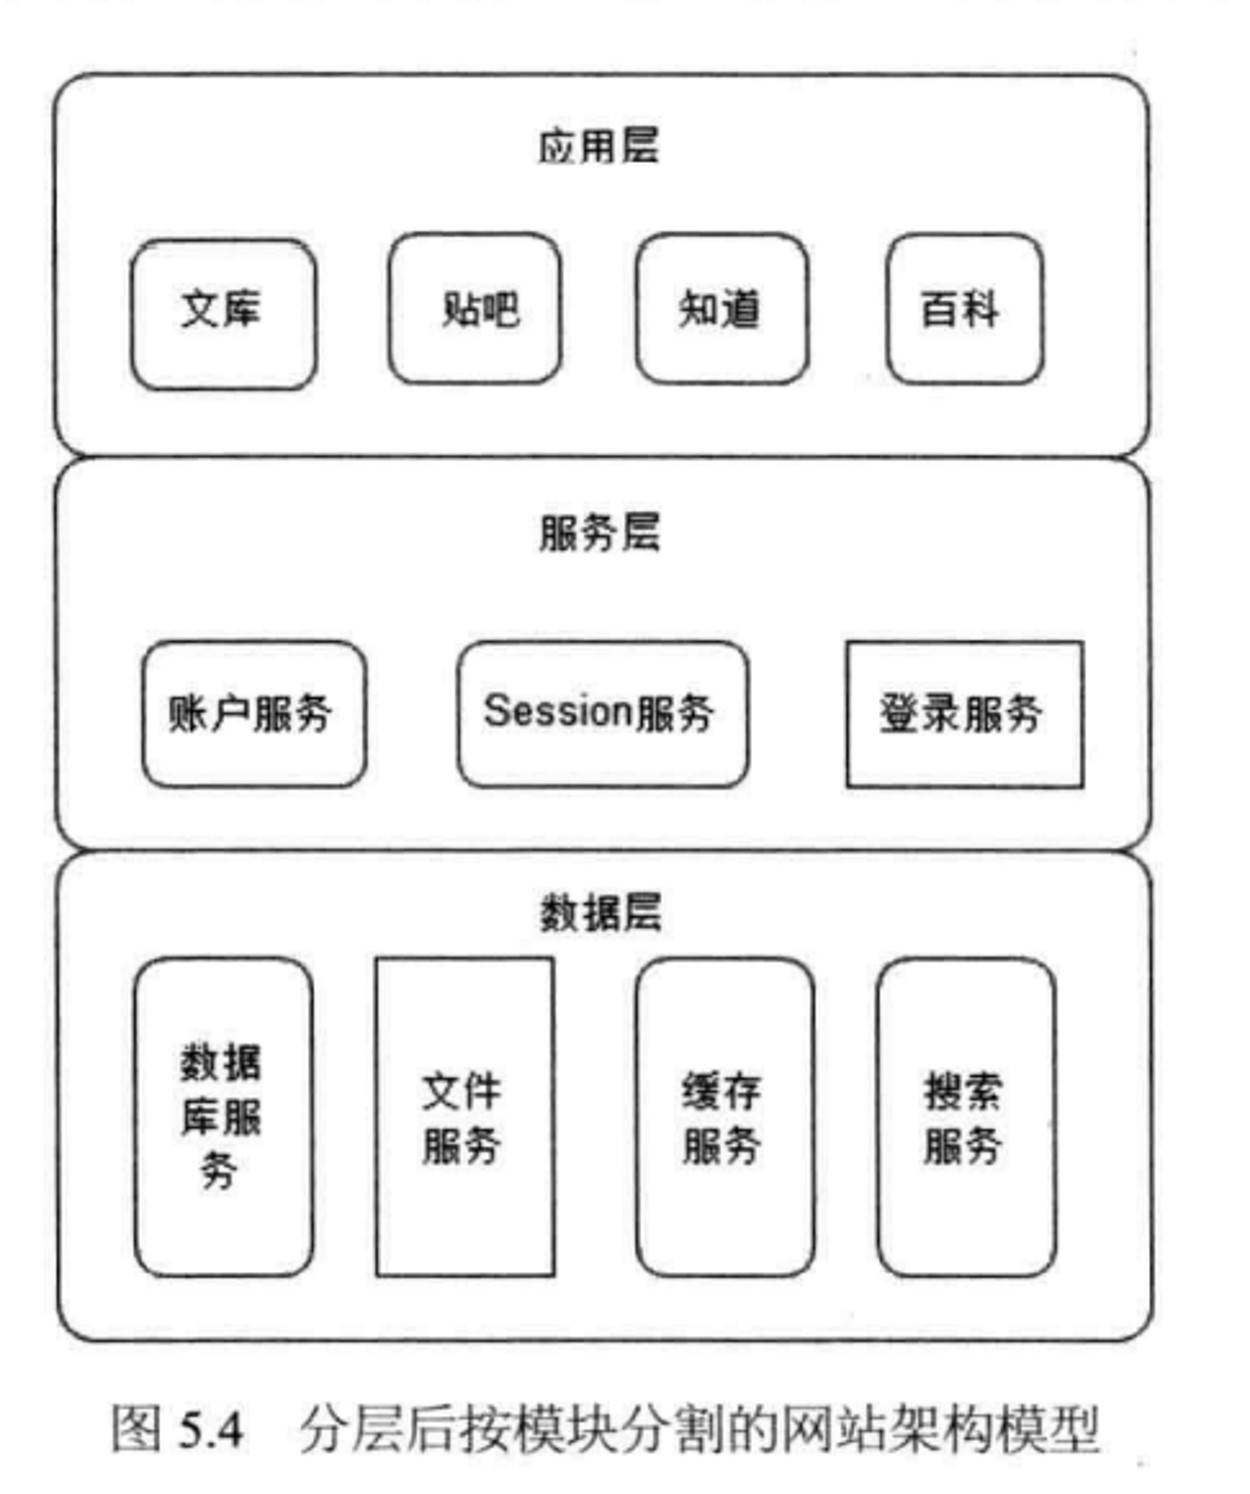 应用层
文库
贴吧
知道
百科
服务层
账户服务
Session服务
登录服务
数据层
数据
库服
务
文件
服务
缓存
服务
搜索
服务
图 5.4 分层后按模块分割的网站架构模型